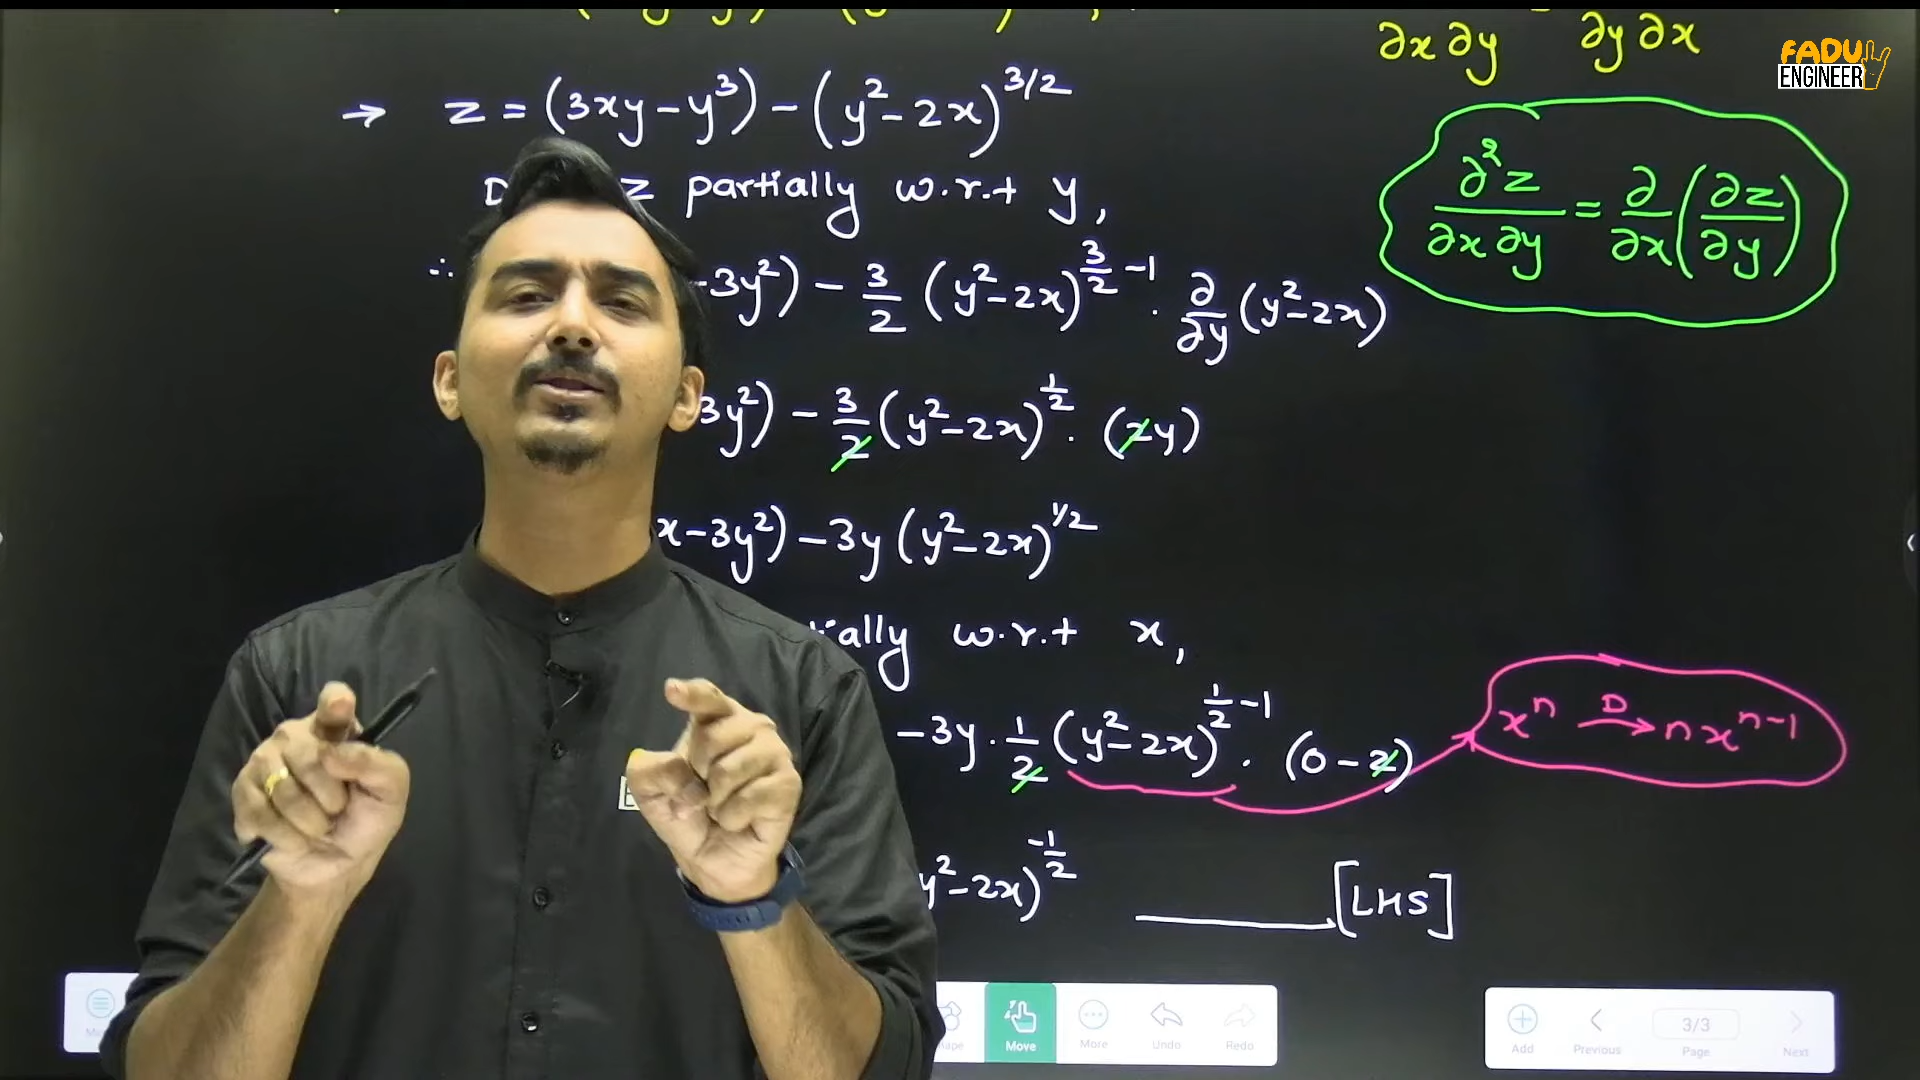 ∂x∂y ∂y∂x
FADU
ENGINEER
→ z = (3xy - y³) - (y² - 2x)^3/2
∂²z/∂x∂y = ∂/∂x (∂z/∂y)
z partially w.r.t y,
∴ -3y²) - 3/2 (y² - 2x)^3/2 - 1 · ∂/∂y (y² - 2x)
3y²) - 3/2 (y² - 2x)^1/2 · (2y)
x - 3y²) - 3y (y² - 2x)^1/2
tially w.r.t x,
- 3y · 1/2 (y² - 2x)^1/2 - 1 · (0 - 2)
xⁿ D→ n xⁿ⁻¹
y² - 2x)^-1/2 [LHS]
Move
More
Undo
Redo
Add
Previous
3/3
Page
Next